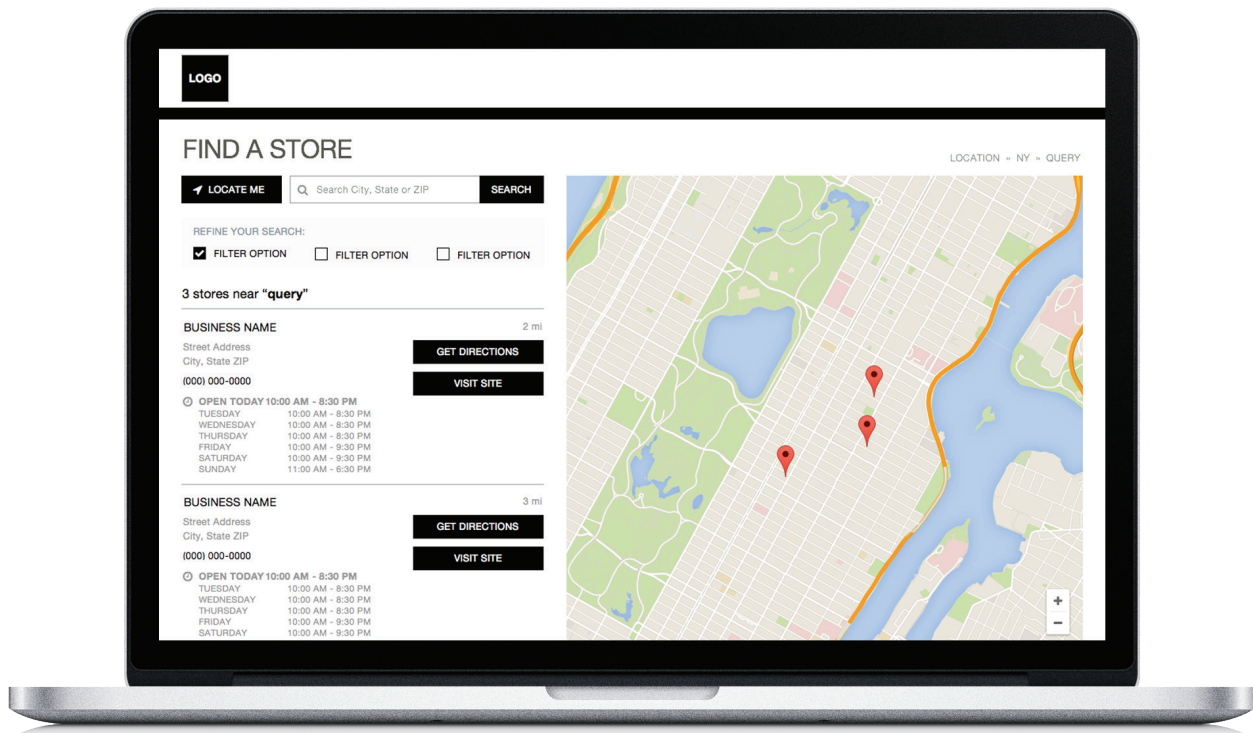 LOGO
FIND A STORE
LOCATION » NY » QUERY
LOCATE ME
Search City, State or ZIP
SEARCH
REFINE YOUR SEARCH:
FILTER OPTION
FILTER OPTION
FILTER OPTION
3 stores near “query”
BUSINESS NAME
2 mi
Street Address
City, State ZIP
(000) 000-0000
GET DIRECTIONS
VISIT SITE
OPEN TODAY 10:00 AM - 8:30 PM
TUESDAY 10:00 AM - 8:30 PM
WEDNESDAY 10:00 AM - 8:30 PM
THURSDAY 10:00 AM - 8:30 PM
FRIDAY 10:00 AM - 9:30 PM
SATURDAY 10:00 AM - 9:30 PM
SUNDAY 11:00 AM - 6:30 PM
BUSINESS NAME
3 mi
Street Address
City, State ZIP
(000) 000-0000
GET DIRECTIONS
VISIT SITE
OPEN TODAY 10:00 AM - 8:30 PM
TUESDAY 10:00 AM - 8:30 PM
WEDNESDAY 10:00 AM - 8:30 PM
THURSDAY 10:00 AM - 8:30 PM
FRIDAY 10:00 AM - 9:30 PM
SATURDAY 10:00 AM - 9:30 PM
+
−